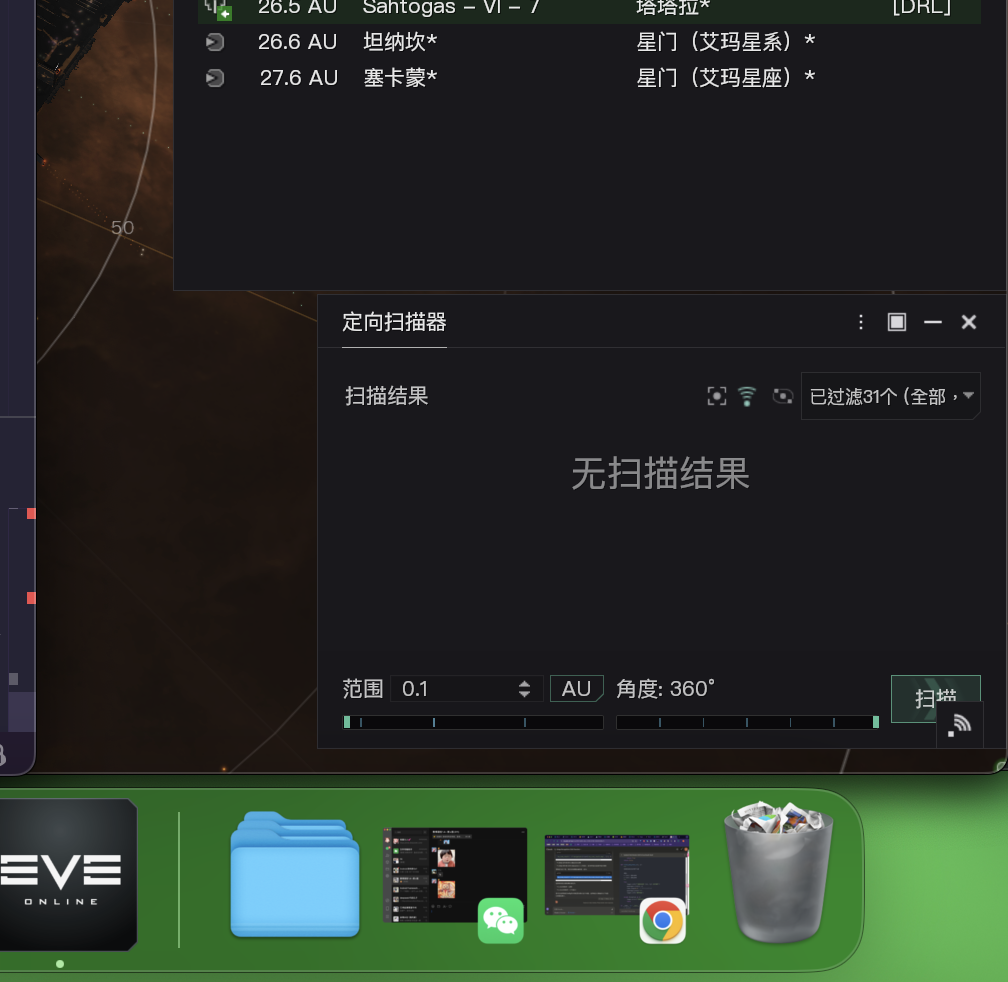 26.5 AU Sahtogas – VI – 7 塔塔拉* [DRL]
26.6 AU 坦纳坎* 星门（艾玛星系）*
27.6 AU 塞卡蒙* 星门（艾玛星座）*
50
定向扫描器
扫描结果 已过滤31个 (全部，
无扫描结果
范围 0.1 AU 角度: 360° 扫描
EVE
ONLINE